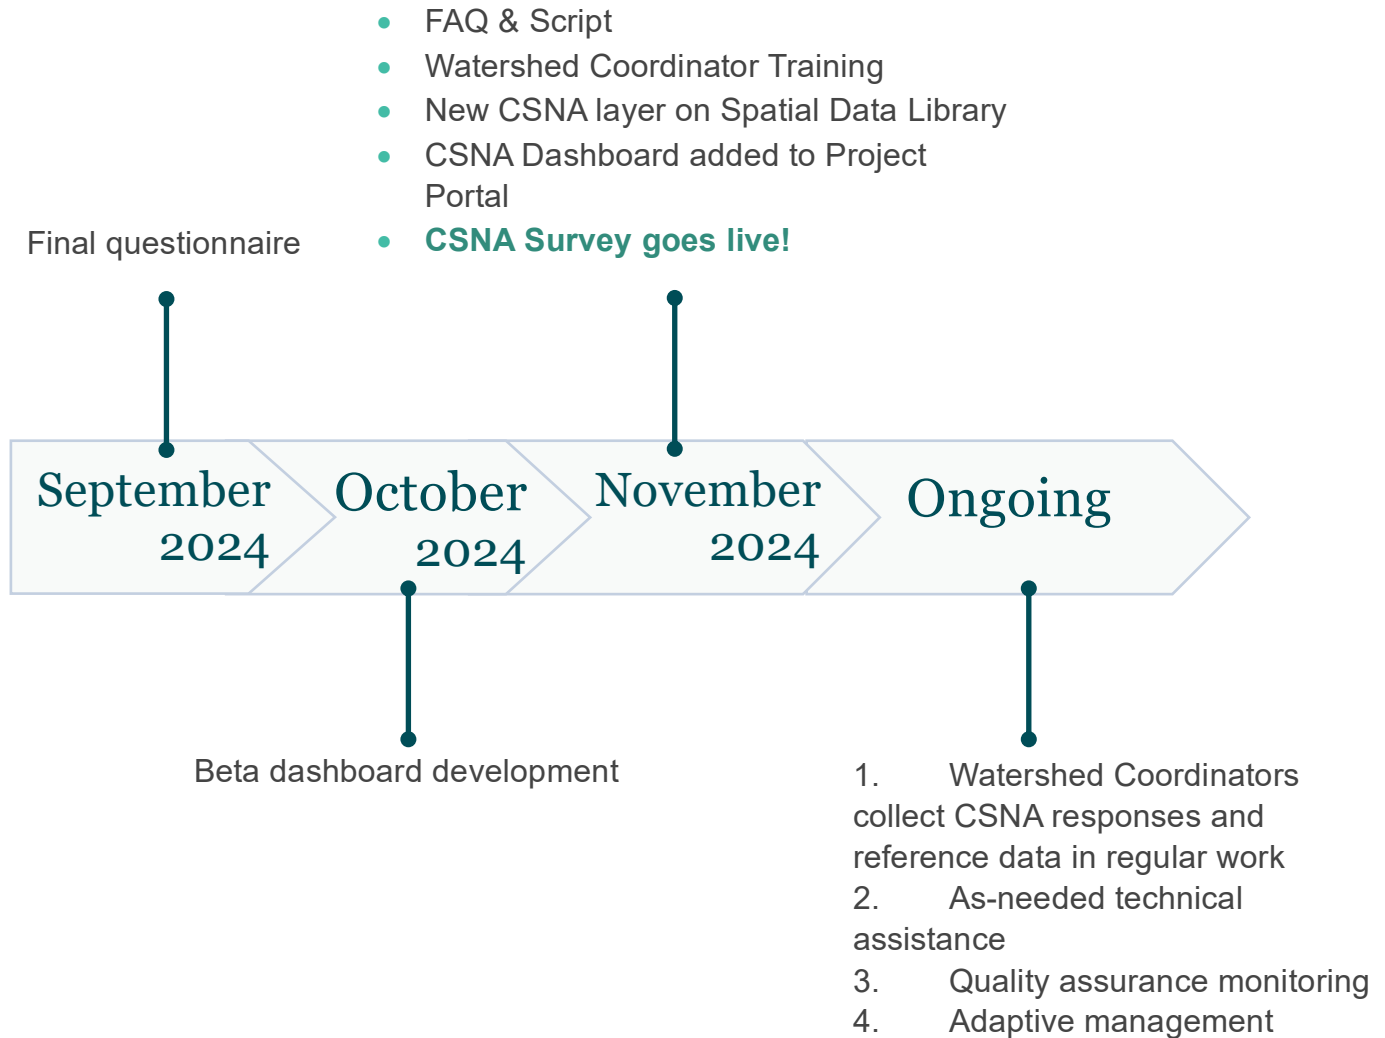 FAQ & Script
Watershed Coordinator Training
New CSNA layer on Spatial Data Library
CSNA Dashboard added to Project
Portal
CSNA Survey goes live!
Final questionnaire
September
2024
October
2024
November
2024
Ongoing
Beta dashboard development
1. Watershed Coordinators
collect CSNA responses and
reference data in regular work
2. As-needed technical
assistance
3. Quality assurance monitoring
4. Adaptive management